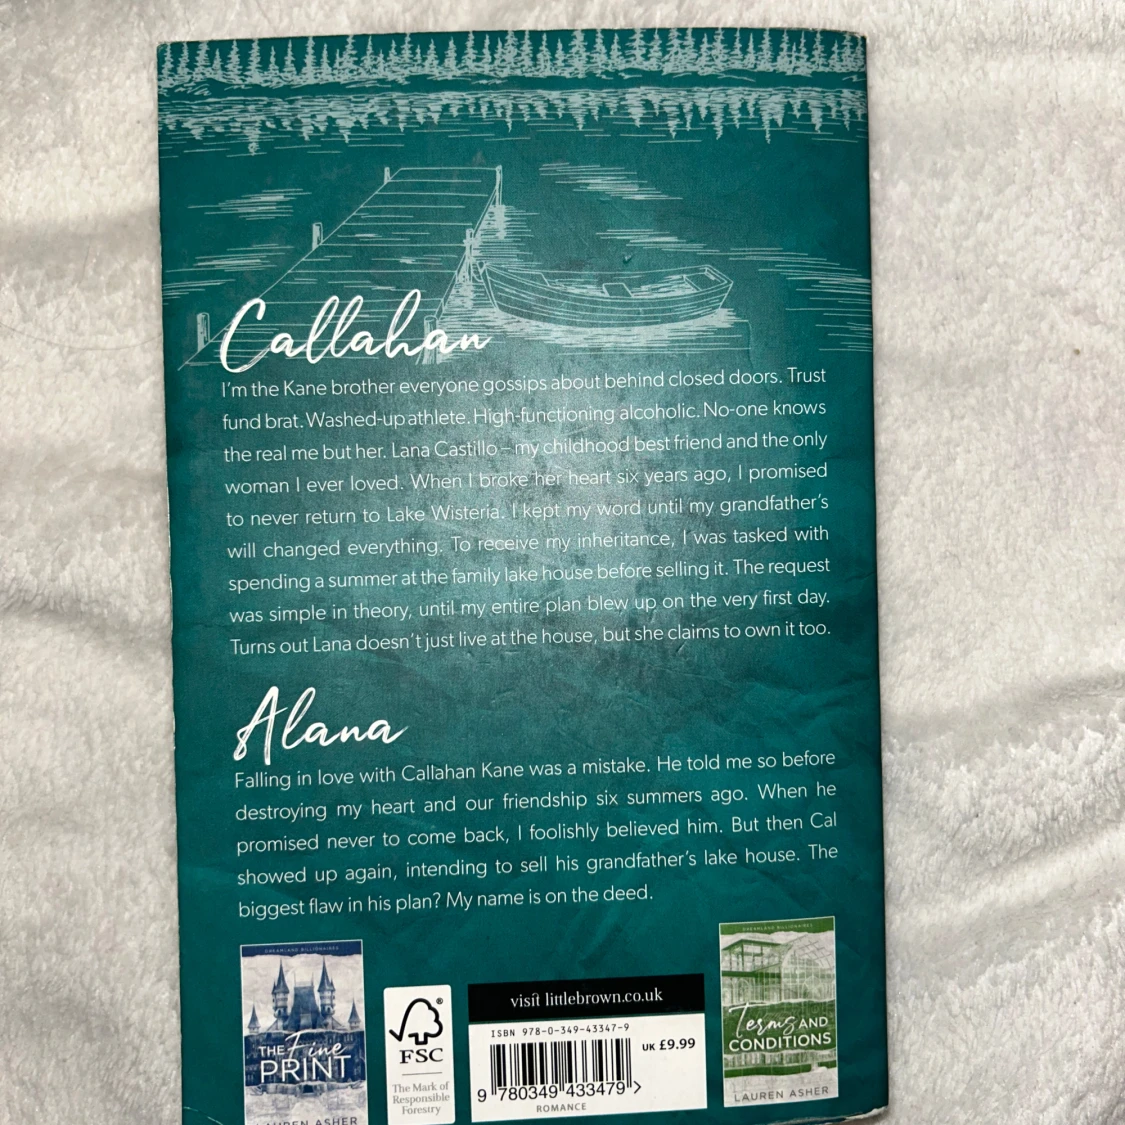 Callahan
I'm the Kane brother everyone gossips about behind closed doors. Trust
fund brat. Washed-up athlete. High-functioning alcoholic. No-one knows
the real me but her. Lana Castillo – my childhood best friend and the only
woman I ever loved. When I broke her heart six years ago, I promised
to never return to Lake Wisteria. I kept my word until my grandfather's
will changed everything. To receive my inheritance, I was tasked with
spending a summer at the family lake house before selling it. The request
was simple in theory, until my entire plan blew up on the very first day.
Turns out Lana doesn't just live at the house, but she claims to own it too.
Alana
Falling in love with Callahan Kane was a mistake. He told me so before
destroying my heart and our friendship six summers ago. When he
promised never to come back, I foolishly believed him. But then Cal
showed up again, intending to sell his grandfather's lake house. The
biggest flaw in his plan? My name is on the deed.
DREAMLAND BILLIONAIRES
THE Fine
PRINT
LAUREN ASHER
®
FSC
The Mark of
Responsible
Forestry
visit littlebrown.co.uk
ISBN 978-0-349-43347-9
UK £9.99
9 780349 433479 >
ROMANCE
DREAMLAND BILLIONAIRES
Terms AND
CONDITIONS
LAUREN ASHER